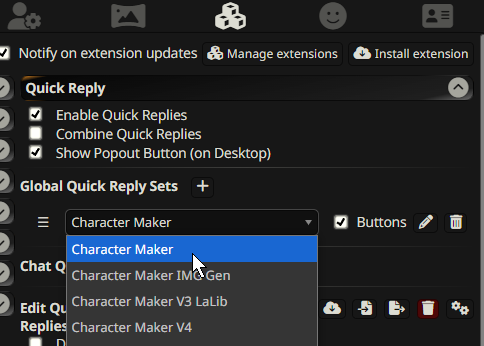 Notify on extension updates Manage extensions Install extension
Quick Reply
Enable Quick Replies
Combine Quick Replies
Show Popout Button (on Desktop)
Global Quick Reply Sets
Character Maker Buttons
Character Maker
Character Maker IMG Gen
Chat Q
Character Maker V3 LaLib
Edit Qu
Replies
Character Maker V4